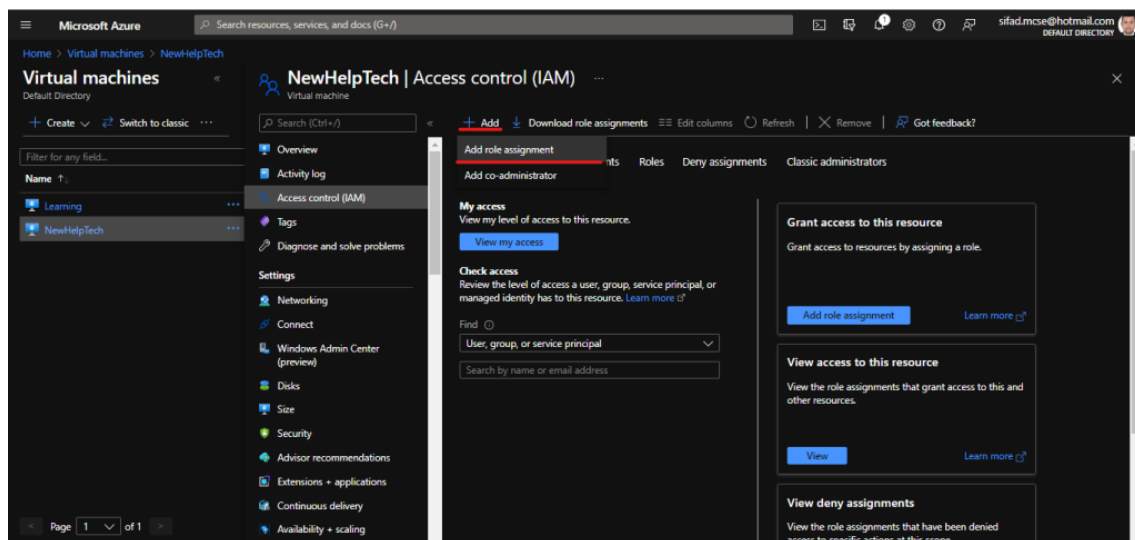 Microsoft Azure
Search resources, services, and docs (G+/)
1
sifad.mcse@hotmail.com
DEFAULT DIRECTORY
Home > Virtual machines > NewHelpTech
Virtual machines «
Default Directory
+ Create Switch to classic ...
Filter for any field...
Name ↑↓
Learning ...
NewHelpTech ...
< Page 1 of 1 >
NewHelpTech | Access control (IAM) ...
Virtual machine
Search (Ctrl+/) «
Overview
Activity log
Access control (IAM)
Tags
Diagnose and solve problems
Settings
Networking
Connect
Windows Admin Center
(preview)
Disks
Size
Security
Advisor recommendations
Extensions + applications
Continuous delivery
Availability + scaling
+ Add Download role assignments Edit columns Refresh | Remove | Got feedback?
Add role assignment
Add co-administrator
nts Roles Deny assignments Classic administrators
My access
View my level of access to this resource.
View my access
Check access
Review the level of access a user, group, service principal, or
managed identity has to this resource. Learn more
Find
User, group, or service principal
Search by name or email address
Grant access to this resource
Grant access to resources by assigning a role.
Add role assignment Learn more
View access to this resource
View the role assignments that grant access to this and
other resources.
View Learn more
View deny assignments
View the role assignments that have been denied
access to specific actions at this scope